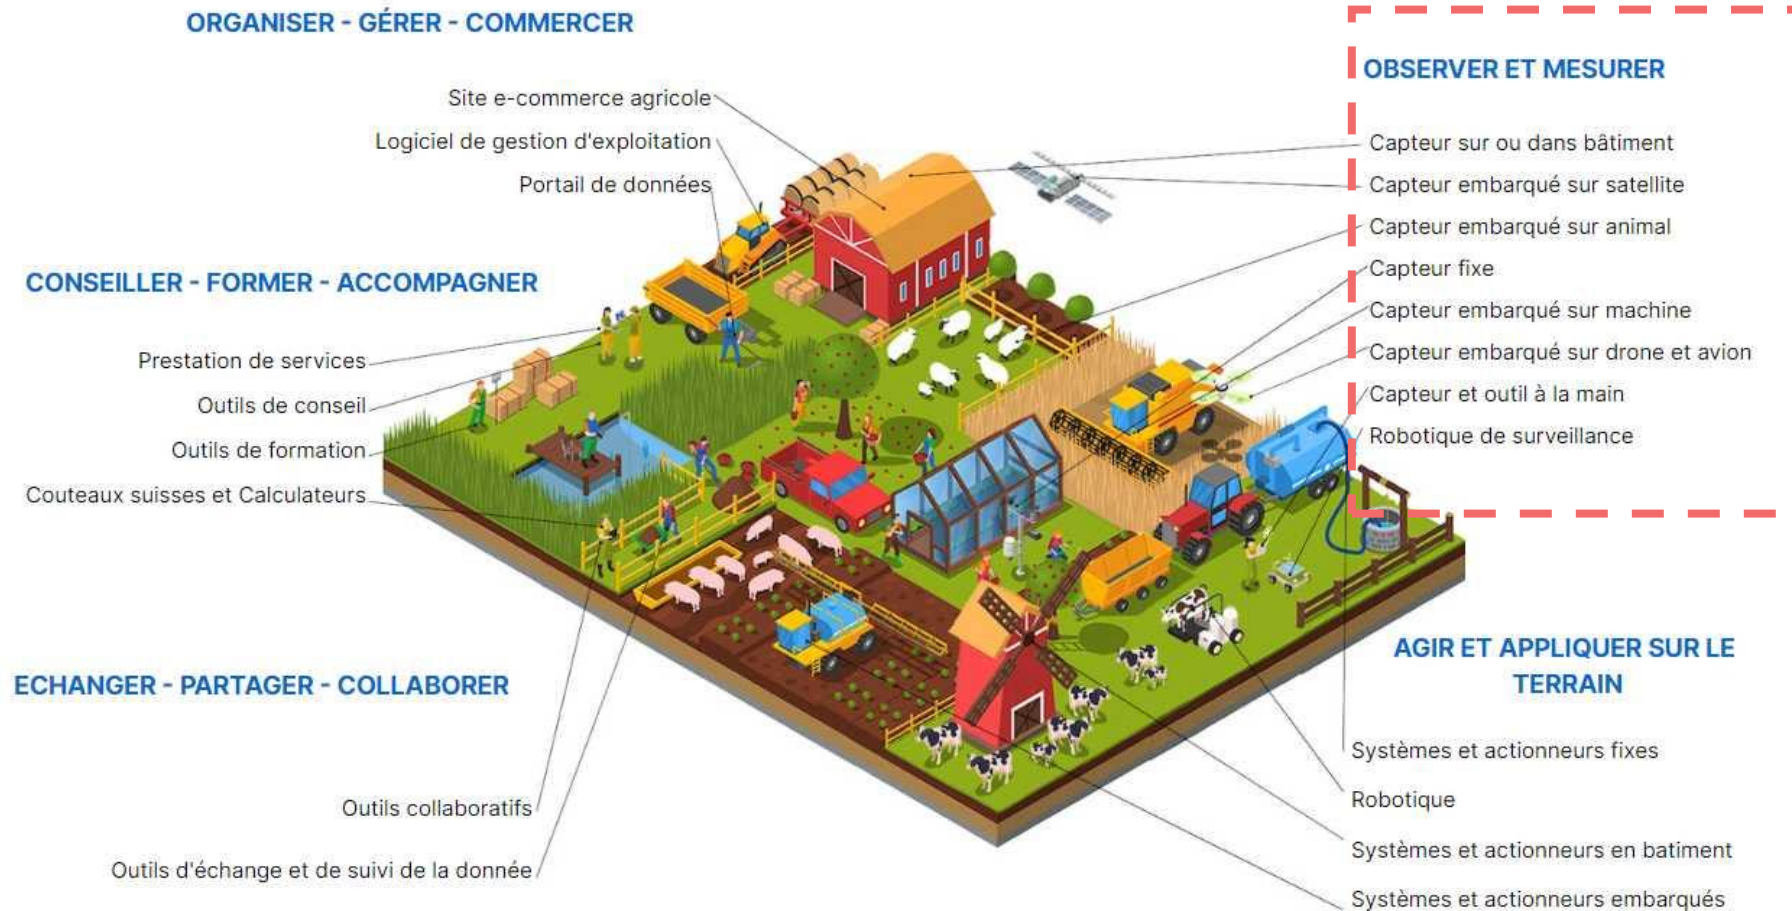 ORGANISER - GÉRER - COMMERCER
Site e-commerce agricole
Logiciel de gestion d'exploitation
Portail de données
CONSEILLER - FORMER - ACCOMPAGNER
Prestation de services
Outils de conseil
Outils de formation
Couteaux suisses et Calculateurs
ECHANGER - PARTAGER - COLLABORER
Outils collaboratifs
Outils d'échange et de suivi de la donnée
OBSERVER ET MESURER
Capteur sur ou dans bâtiment
Capteur embarqué sur satellite
Capteur embarqué sur animal
Capteur fixe
Capteur embarqué sur machine
Capteur embarqué sur drone et avion
Capteur et outil à la main
Robotique de surveillance
AGIR ET APPLIQUER SUR LE
TERRAIN
Systèmes et actionneurs fixes
Robotique
Systèmes et actionneurs en batiment
Systèmes et actionneurs embarqués